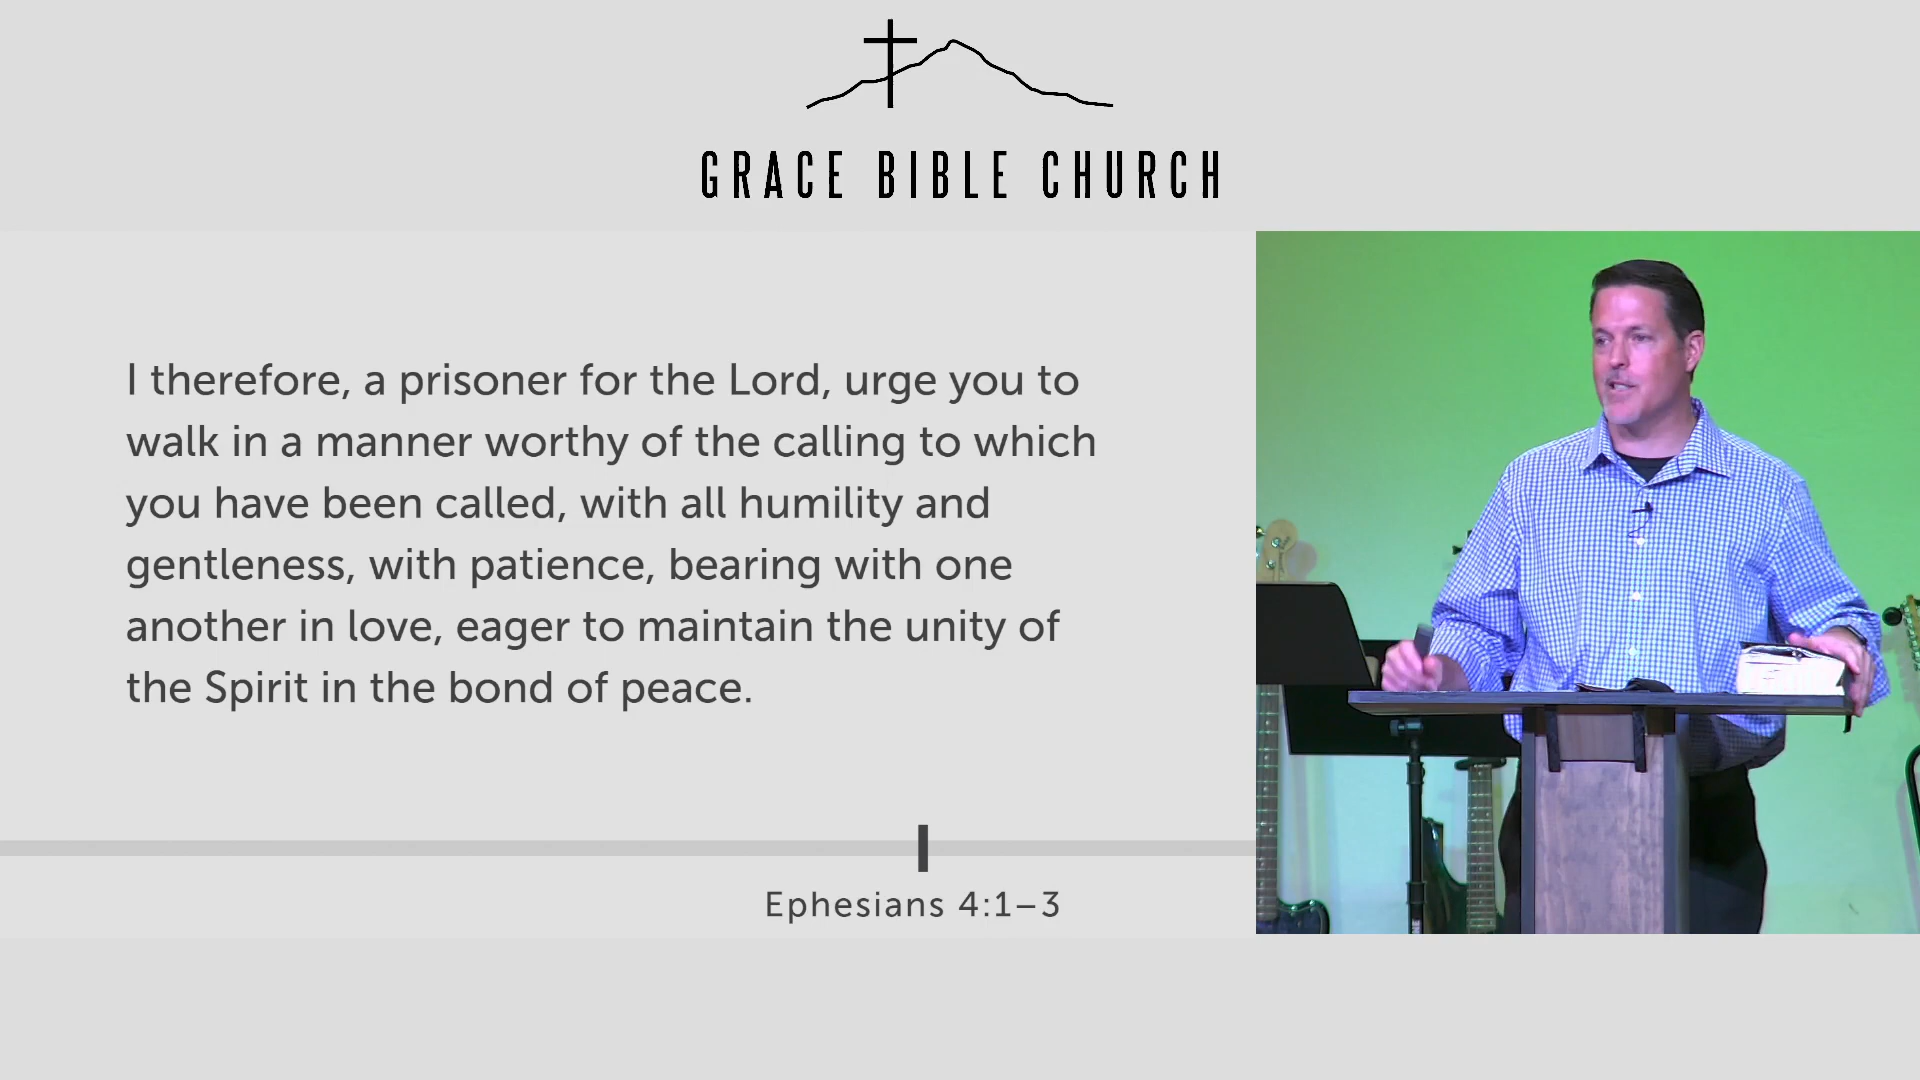 GRACE BIBLE CHURCH
I therefore, a prisoner for the Lord, urge you to
walk in a manner worthy of the calling to which
you have been called, with all humility and
gentleness, with patience, bearing with one
another in love, eager to maintain the unity of
the Spirit in the bond of peace.
Ephesians 4:1–3